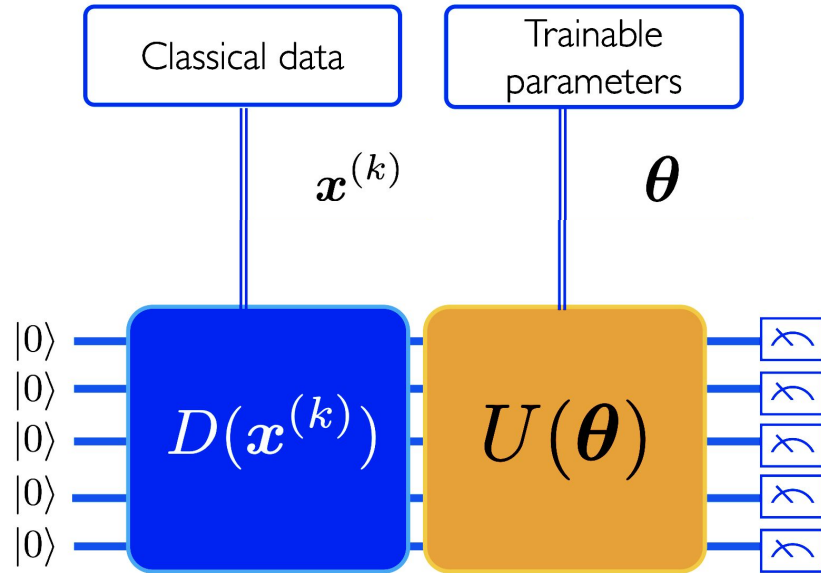 Classical data
Trainable
parameters
x^{(k)}
θ
|0⟩
|0⟩
|0⟩
|0⟩
|0⟩
D(x^{(k)})
U(θ)